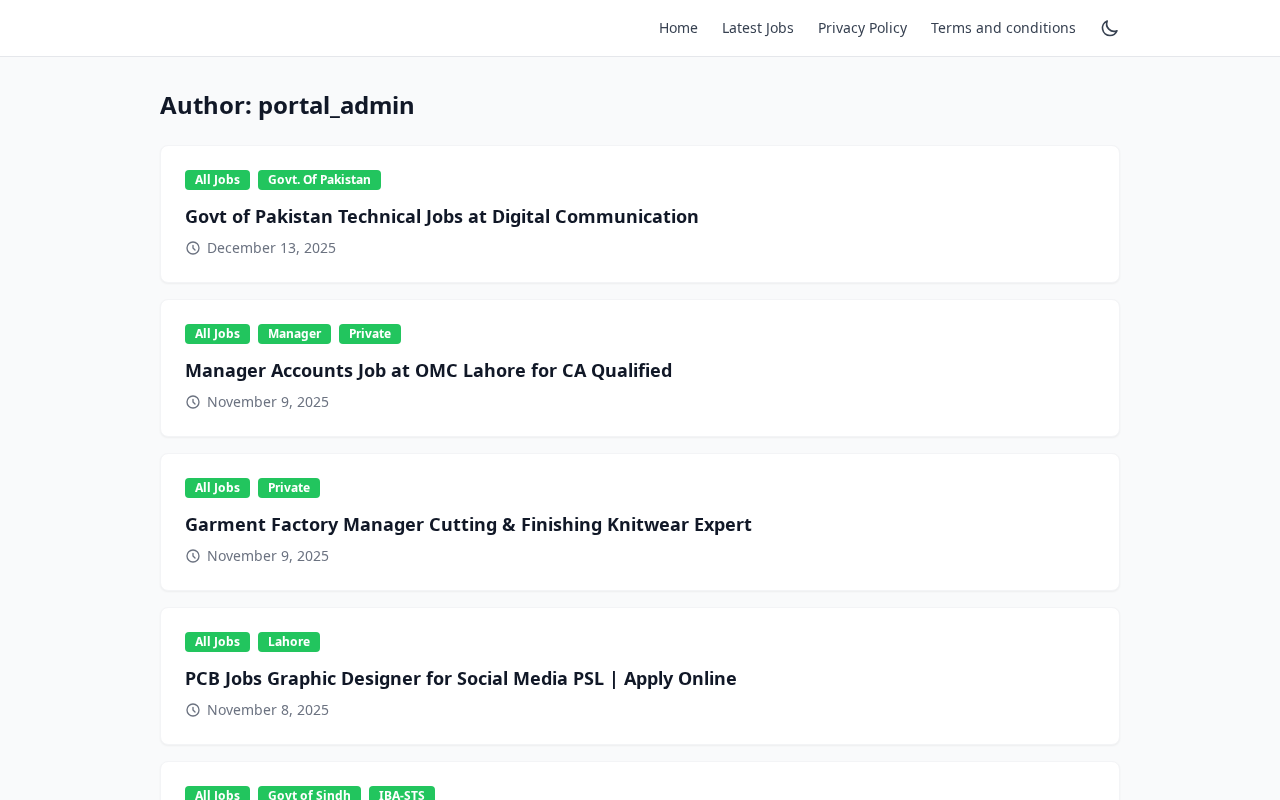 Home Latest Jobs Privacy Policy Terms and conditions
Author: portal_admin
All Jobs Govt. Of Pakistan
Govt of Pakistan Technical Jobs at Digital Communication
December 13, 2025
All Jobs Manager Private
Manager Accounts Job at OMC Lahore for CA Qualified
November 9, 2025
All Jobs Private
Garment Factory Manager Cutting & Finishing Knitwear Expert
November 9, 2025
All Jobs Lahore
PCB Jobs Graphic Designer for Social Media PSL | Apply Online
November 8, 2025
All Jobs Govt of Sindh IBA-STS